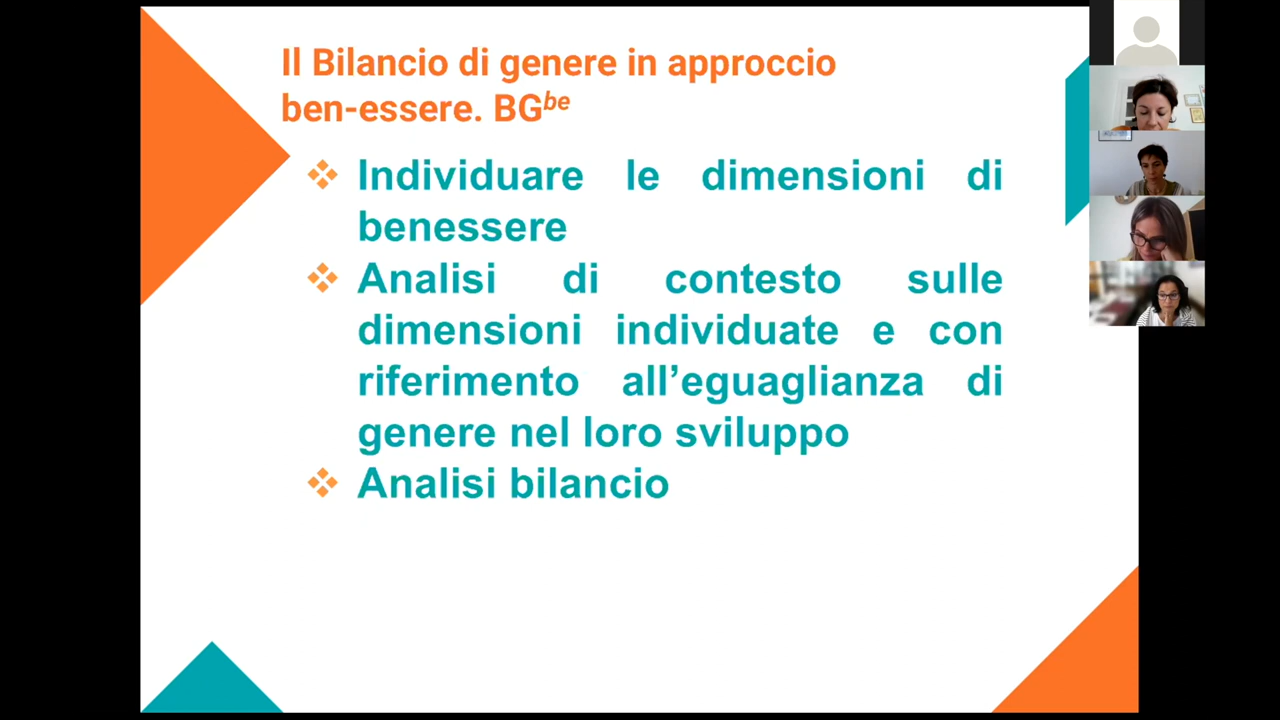 Il Bilancio di genere in approccio
ben-essere. BGbe
Individuare le dimensioni di
benessere
Analisi di contesto sulle
dimensioni individuate e con
riferimento all’eguaglianza di
genere nel loro sviluppo
Analisi bilancio